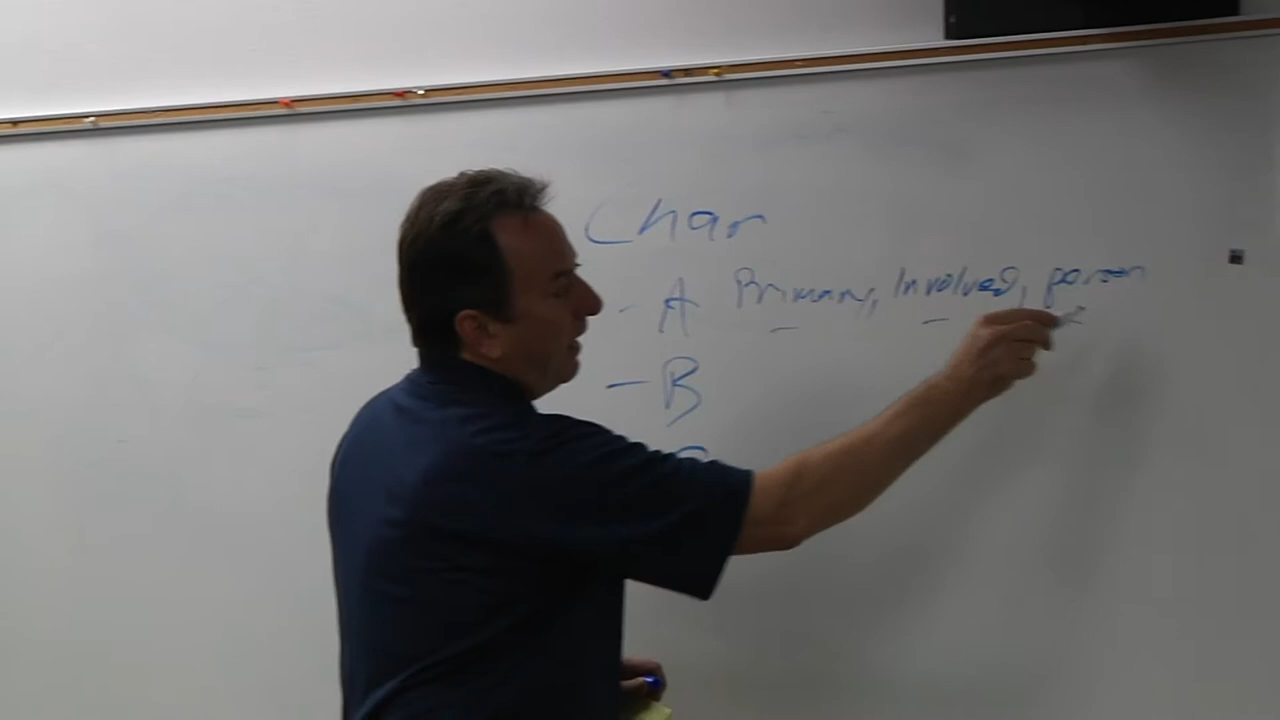 Char
- A Primary, Involved, person
- B